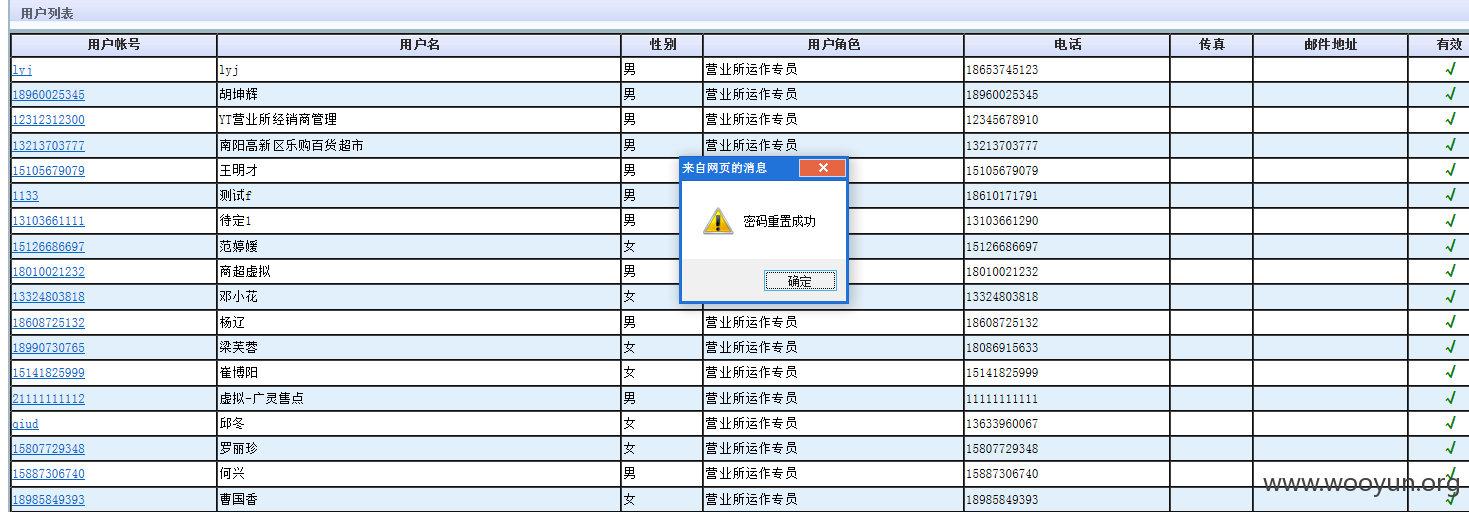 用户列表
用户帐号 用户名 性别 用户角色 电话 传真 邮件地址 有效
lyj lyj 男 营业所运作专员 18653745123 √
18960025345 胡坤辉 男 营业所运作专员 18960025345 √
12312312300 YT营业所经销商管理 男 营业所运作专员 12345678910 √
13213703777 南阳高新区乐购百货超市 男 营业所运作专员 13213703777 √
15105679079 王明才 男 15105679079 √
1133 测试f 男 18610171791 √
13103661111 待定1 男 13103661290 √
15126686697 范婷媛 女 15126686697 √
18010021232 商超虚拟 男 18010021232 √
13324803818 邓小花 女 13324803818 √
18608725132 杨辽 男 营业所运作专员 18608725132 √
18990730765 梁芙蓉 女 营业所运作专员 18086915633 √
15141825999 崔博阳 女 营业所运作专员 15141825999 √
21111111112 虚拟-广灵售点 男 营业所运作专员 11111111111 √
qiud 邱冬 女 营业所运作专员 13633960067 √
15807729348 罗丽珍 女 营业所运作专员 15807729348 √
15887306740 何兴 男 营业所运作专员 15887306740 √
18985849393 曹国香 女 营业所运作专员 18985849393 √
来自网页的消息
密码重置成功
确定
www.wooyun.org